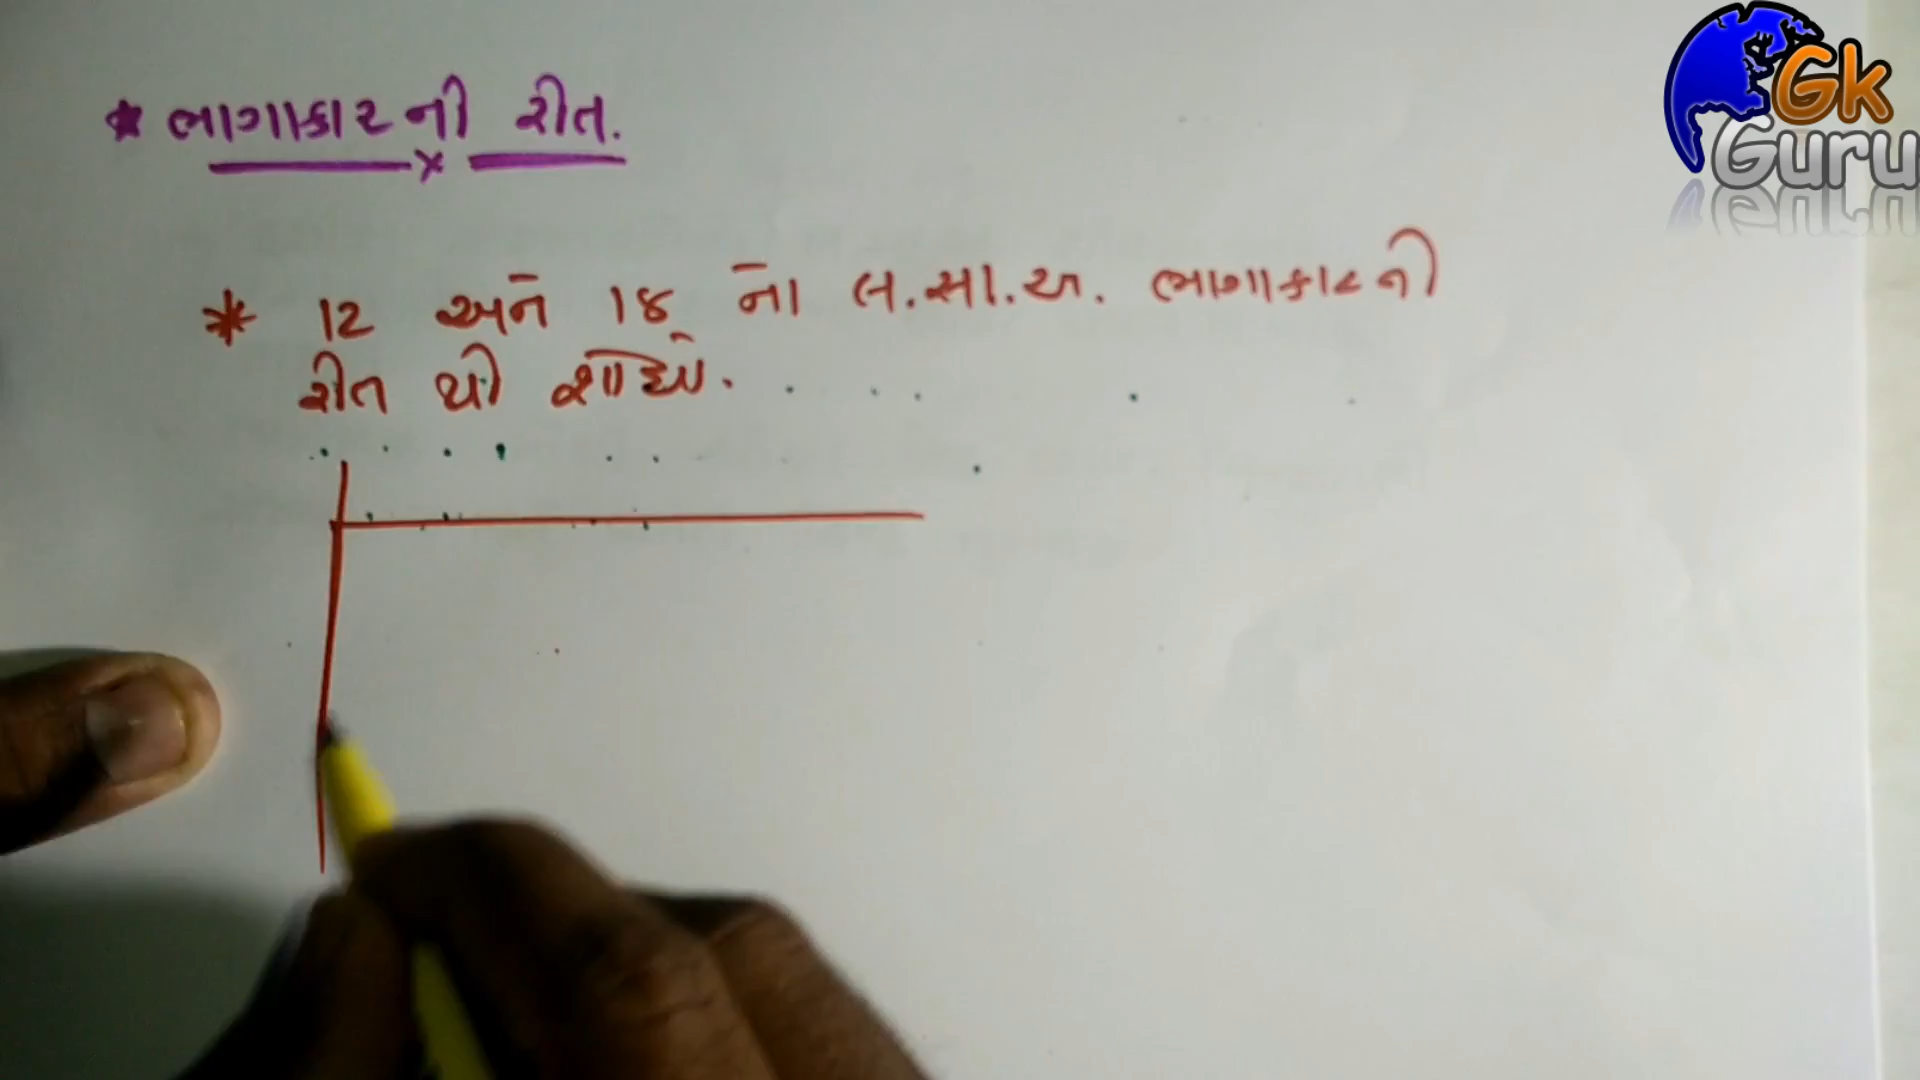 * ભાગાકારની રીત.
* 12 અને 18 ના લ.સા.અ. ભાગાકારની
રીત થી શોધો.
Gk
Guru